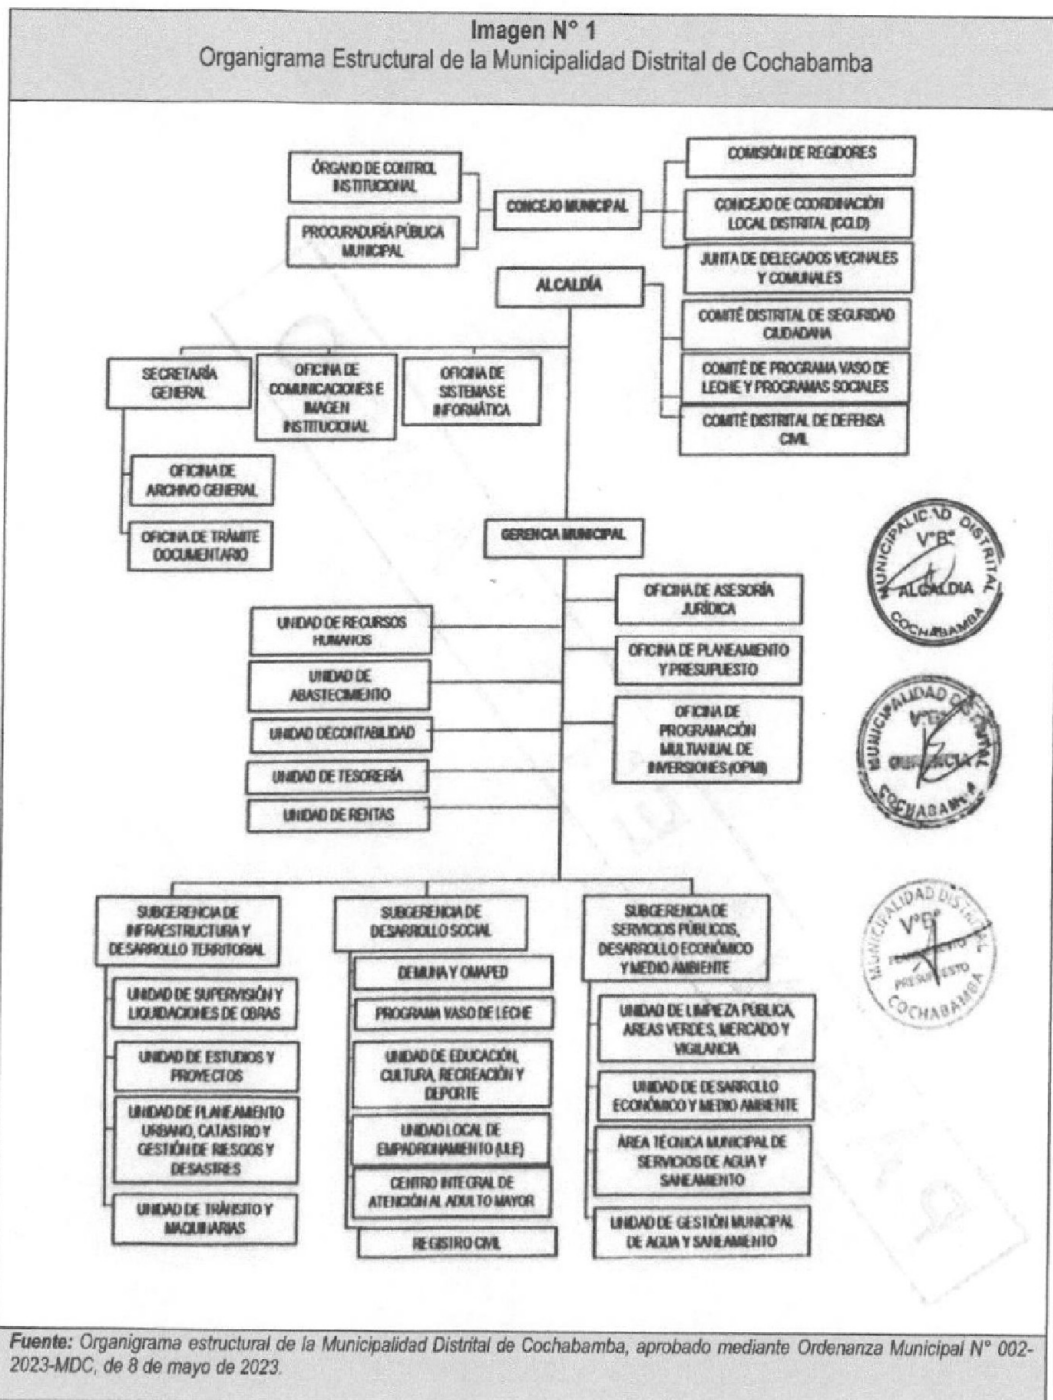 Imagen N° 1
Organigrama Estructural de la Municipalidad Distrital de Cochabamba
ÓRGANO DE CONTROL
INSTITUCIONAL
PROCURADURÍA PÚBLICA
MUNICIPAL
CONCEJO MUNICIPAL
COMISIÓN DE REGIDORES
CONCEJO DE COORDINACIÓN
LOCAL DISTRITAL (CCLD)
JUNTA DE DELEGADOS VECINALES
Y COMUNALES
ALCALDÍA
COMITÉ DISTRITAL DE SEGURIDAD
CIUDADANA
COMITÉ DE PROGRAMA VASO DE
LECHE Y PROGRAMAS SOCIALES
COMITÉ DISTRITAL DE DEFENSA
CIVIL
SECRETARÍA
GENERAL
OFICINA DE
COMUNICACIONES E
IMAGEN
INSTITUCIONAL
OFICINA DE
SISTEMAS E
INFORMÁTICA
OFICINA DE
ARCHIVO GENERAL
OFICINA DE TRÁMITE
DOCUMENTARIO
GERENCIA MUNICIPAL
OFICINA DE ASESORÍA
JURÍDICA
OFICINA DE PLANEAMIENTO
Y PRESUPUESTO
OFICINA DE
PROGRAMACIÓN
MULTIANUAL DE
INVERSIONES (OPMI)
UNIDAD DE RECURSOS
HUMANOS
UNIDAD DE
ABASTECIMIENTO
UNIDAD DECONTABILIDAD
UNIDAD DE TESORERÍA
UNIDAD DE RENTAS
SUBGERENCIA DE
INFRAESTRUCTURA Y
DESARROLLO TERRITORIAL
UNIDAD DE SUPERVISIÓN Y
LIQUIDACIONES DE OBRAS
UNIDAD DE ESTUDIOS Y
PROYECTOS
UNIDAD DE PLANEAMIENTO
URBANO, CATASTRO Y
GESTIÓN DE RIESGOS Y
DESASTRES
UNIDAD DE TRÁNSITO Y
MAQUINARIAS
SUBGERENCIA DE
DESARROLLO SOCIAL
DEMUNA Y OMAPED
PROGRAMA VASO DE LECHE
UNIDAD DE EDUCACIÓN,
CULTURA, RECREACIÓN Y
DEPORTE
UNIDAD LOCAL DE
EMPADRONAMIENTO (ULE)
CENTRO INTEGRAL DE
ATENCIÓN AL ADULTO MAYOR
REGISTRO CIVIL
SUBGERENCIA DE
SERVICIOS PÚBLICOS,
DESARROLLO ECONÓMICO
Y MEDIO AMBIENTE
UNIDAD DE LIMPIEZA PÚBLICA,
AREAS VERDES, MERCADO Y
VIGILANCIA
UNIDAD DE DESARROLLO
ECONÓMICO Y MEDIO AMBIENTE
ÁREA TÉCNICA MUNICIPAL DE
SERVICIOS DE AGUA Y
SANEAMIENTO
UNIDAD DE GESTIÓN MUNICIPAL
DE AGUA Y SANEAMIENTO
MUNICIPALIDAD DISTRITAL
V°B°
ALCALDIA
COCHABAMBA
MUNICIPALIDAD DISTRITAL
V°B°
GERENCIA
COCHABAMBA
MUNICIPALIDAD DISTRITAL
V°B°
PRESUPUESTO
COCHABAMBA
Fuente: Organigrama estructural de la Municipalidad Distrital de Cochabamba, aprobado mediante Ordenanza Municipal N° 002-
2023-MDC, de 8 de mayo de 2023.